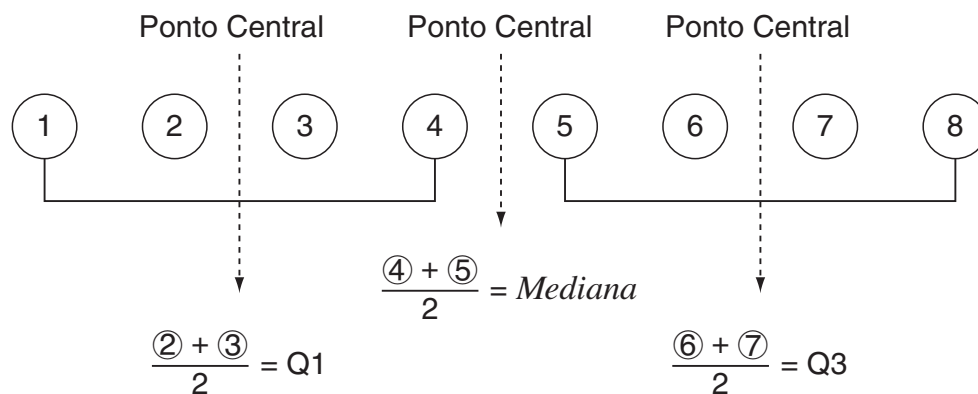 Ponto Central Ponto Central Ponto Central
1 2 3 4 5 6 7 8
(④ + ⑤)/2 = Mediana
(② + ③)/2 = Q1 (⑥ + ⑦)/2 = Q3